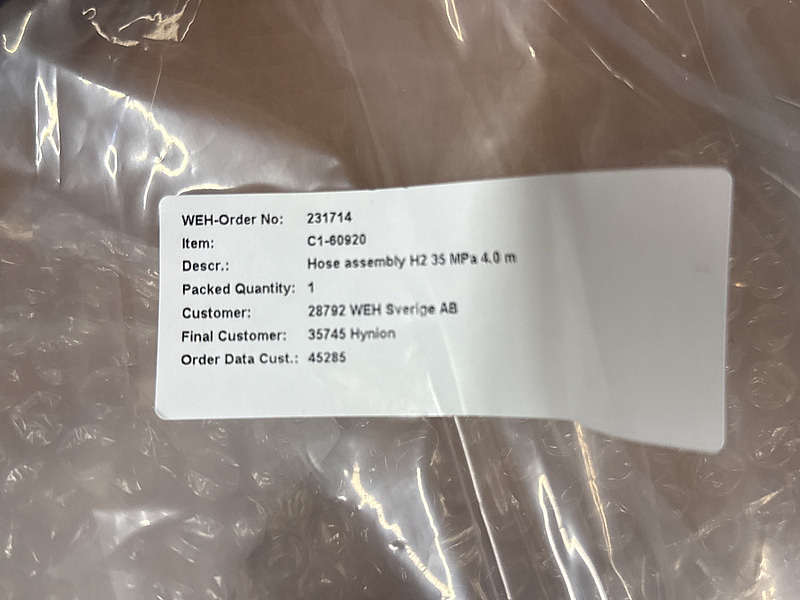 WEH-Order No: 231714
Item: C1-60920
Descr.: Hose assembly H2 35 MPa 4.0 m
Packed Quantity: 1
Customer: 28792 WEH Sverige AB
Final Customer: 35745 Hynion
Order Data Cust.: 45285